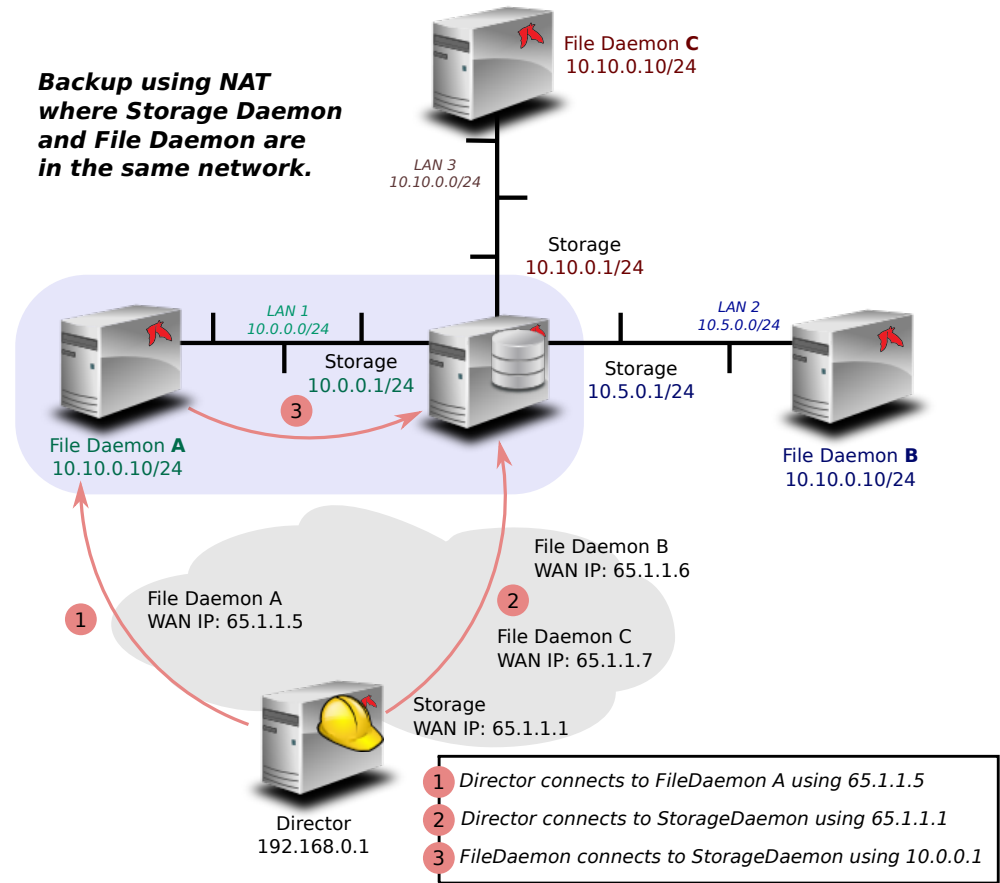 File Daemon C
10.10.0.10/24
Backup using NAT
where Storage Daemon
and File Daemon are
in the same network.
LAN 3
10.10.0.0/24
Storage
10.10.0.1/24
LAN 1
10.0.0.0/24
LAN 2
10.5.0.0/24
Storage
10.0.0.1/24
Storage
10.5.0.1/24
3
File Daemon A
10.10.0.10/24
File Daemon B
10.10.0.10/24
File Daemon B
WAN IP: 65.1.1.6
1
File Daemon A
WAN IP: 65.1.1.5
2
File Daemon C
WAN IP: 65.1.1.7
Storage
WAN IP: 65.1.1.1
Director
192.168.0.1
1 Director connects to FileDaemon A using 65.1.1.5
2 Director connects to StorageDaemon using 65.1.1.1
3 FileDaemon connects to StorageDaemon using 10.0.0.1